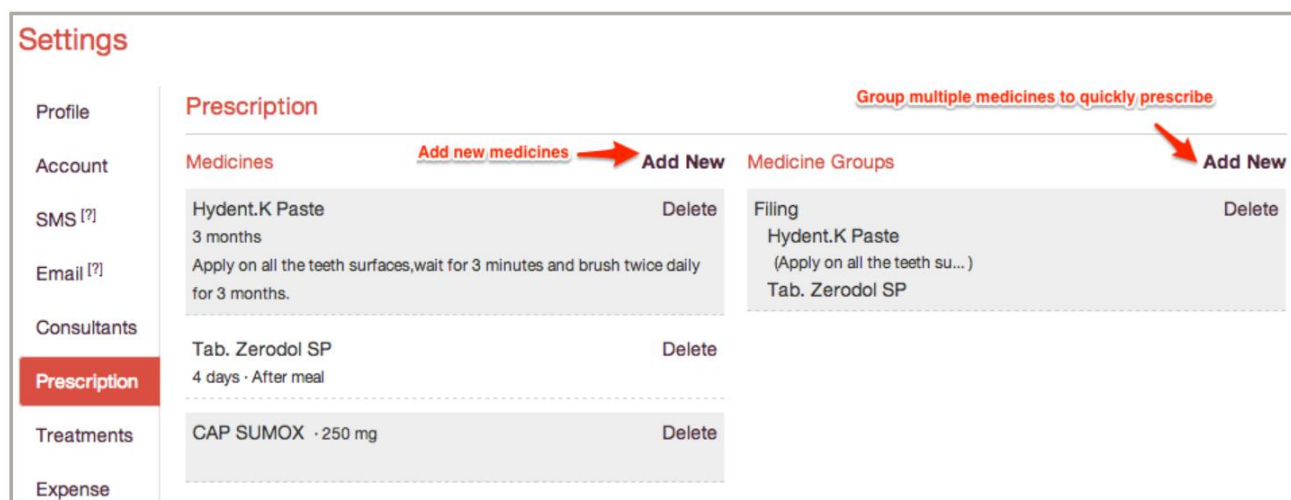 Settings
Profile
Account
SMS [?]
Email [?]
Consultants
Prescription
Treatments
Expense
Prescription
Group multiple medicines to quickly prescribe
Medicines
Add new medicines
Add New
Hydent.K Paste
Delete
3 months
Apply on all the teeth surfaces,wait for 3 minutes and brush twice daily
for 3 months.
Tab. Zerodol SP
Delete
4 days · After meal
CAP SUMOX · 250 mg
Delete
Medicine Groups
Add New
Filing
Delete
Hydent.K Paste
(Apply on all the teeth su... )
Tab. Zerodol SP